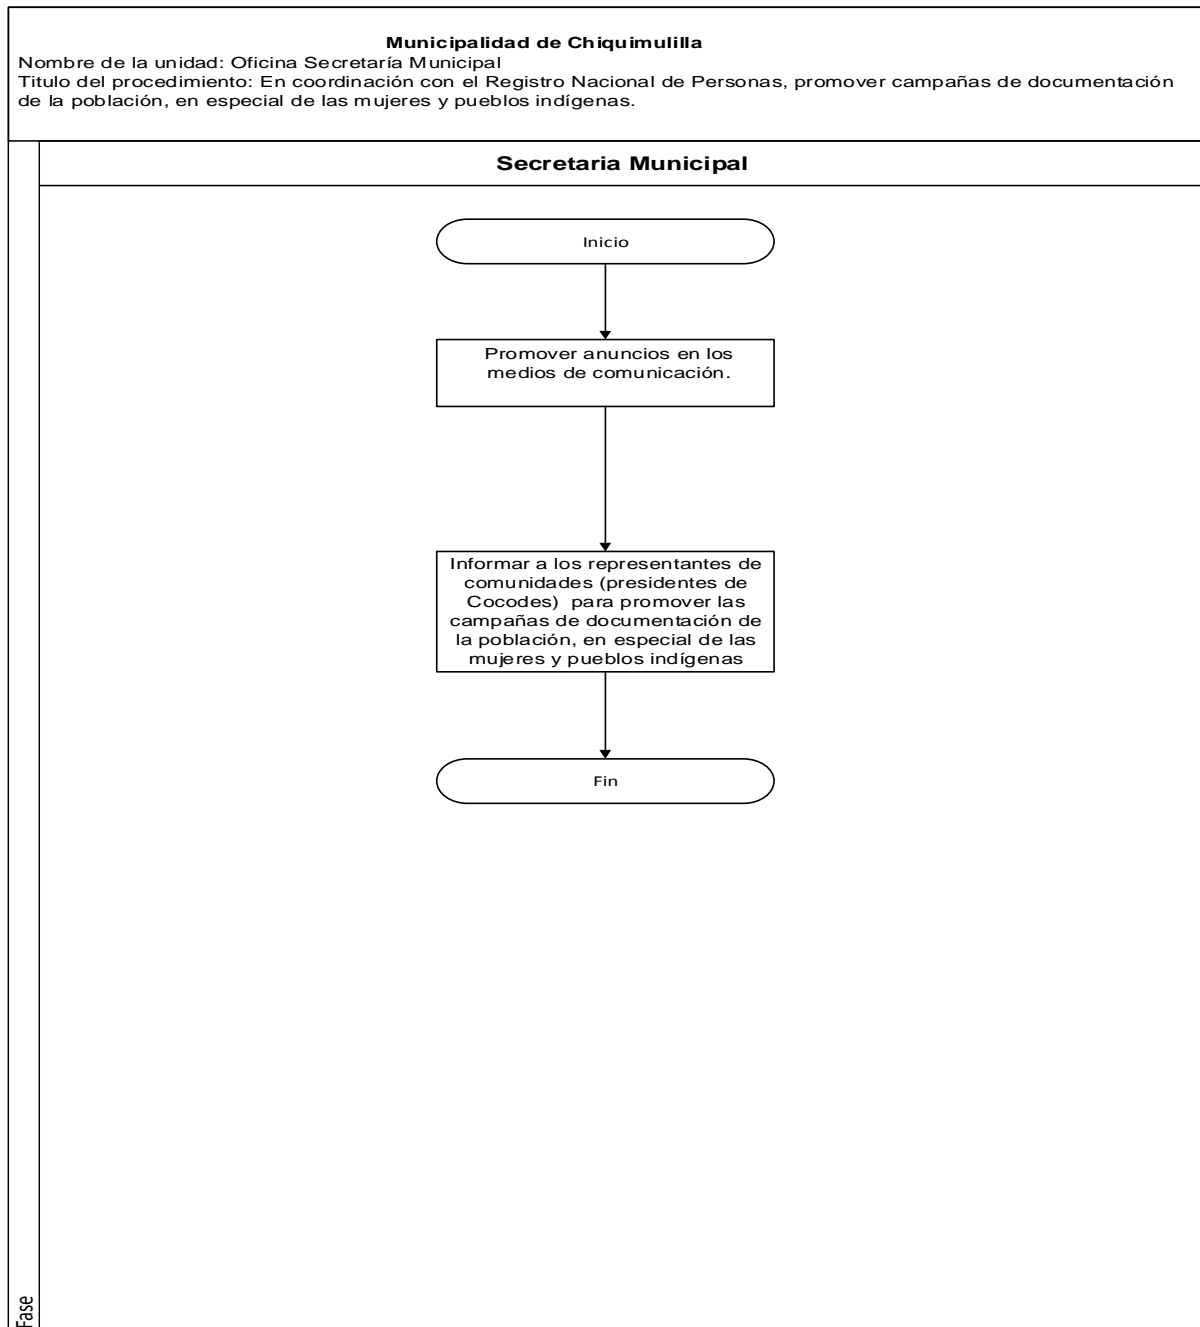 Municipalidad de Chiquimulilla
Nombre de la unidad: Oficina Secretaría Municipal
Titulo del procedimiento: En coordinación con el Registro Nacional de Personas, promover campañas de documentación
de la población, en especial de las mujeres y pueblos indígenas.
Secretaria Municipal
Inicio
Promover anuncios en los
medios de comunicación.
Informar a los representantes de
comunidades (presidentes de
Cocodes) para promover las
campañas de documentación de
la población, en especial de las
mujeres y pueblos indígenas
Fin
Fase